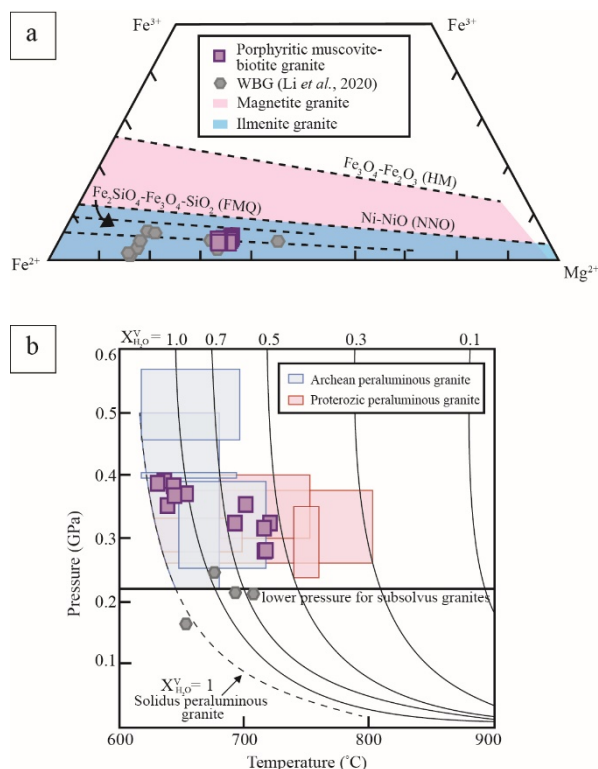 a
Fe³⁺
Fe³⁺
Porphyritic muscovite-
biotite granite
WBG (Li et al., 2020)
Magnetite granite
Ilmenite granite
Fe₃O₄-Fe₂O₃ (HM)
Fe₂SiO₄-Fe₃O₄-SiO₂ (FMQ)
Ni-NiO (NNO)
Fe²⁺
Mg²⁺
b
X^V_H₂O = 1.0 0.7 0.5 0.3 0.1
0.6
Archean peraluminous granite
Proterozic peraluminous granite
0.5
0.4
0.3
0.2
0.1
Pressure (GPa)
lower pressure for subsolvus granites
X^V_H₂O = 1
Solidus peraluminous
granite
600 700 800 900
Temperature (˚C)